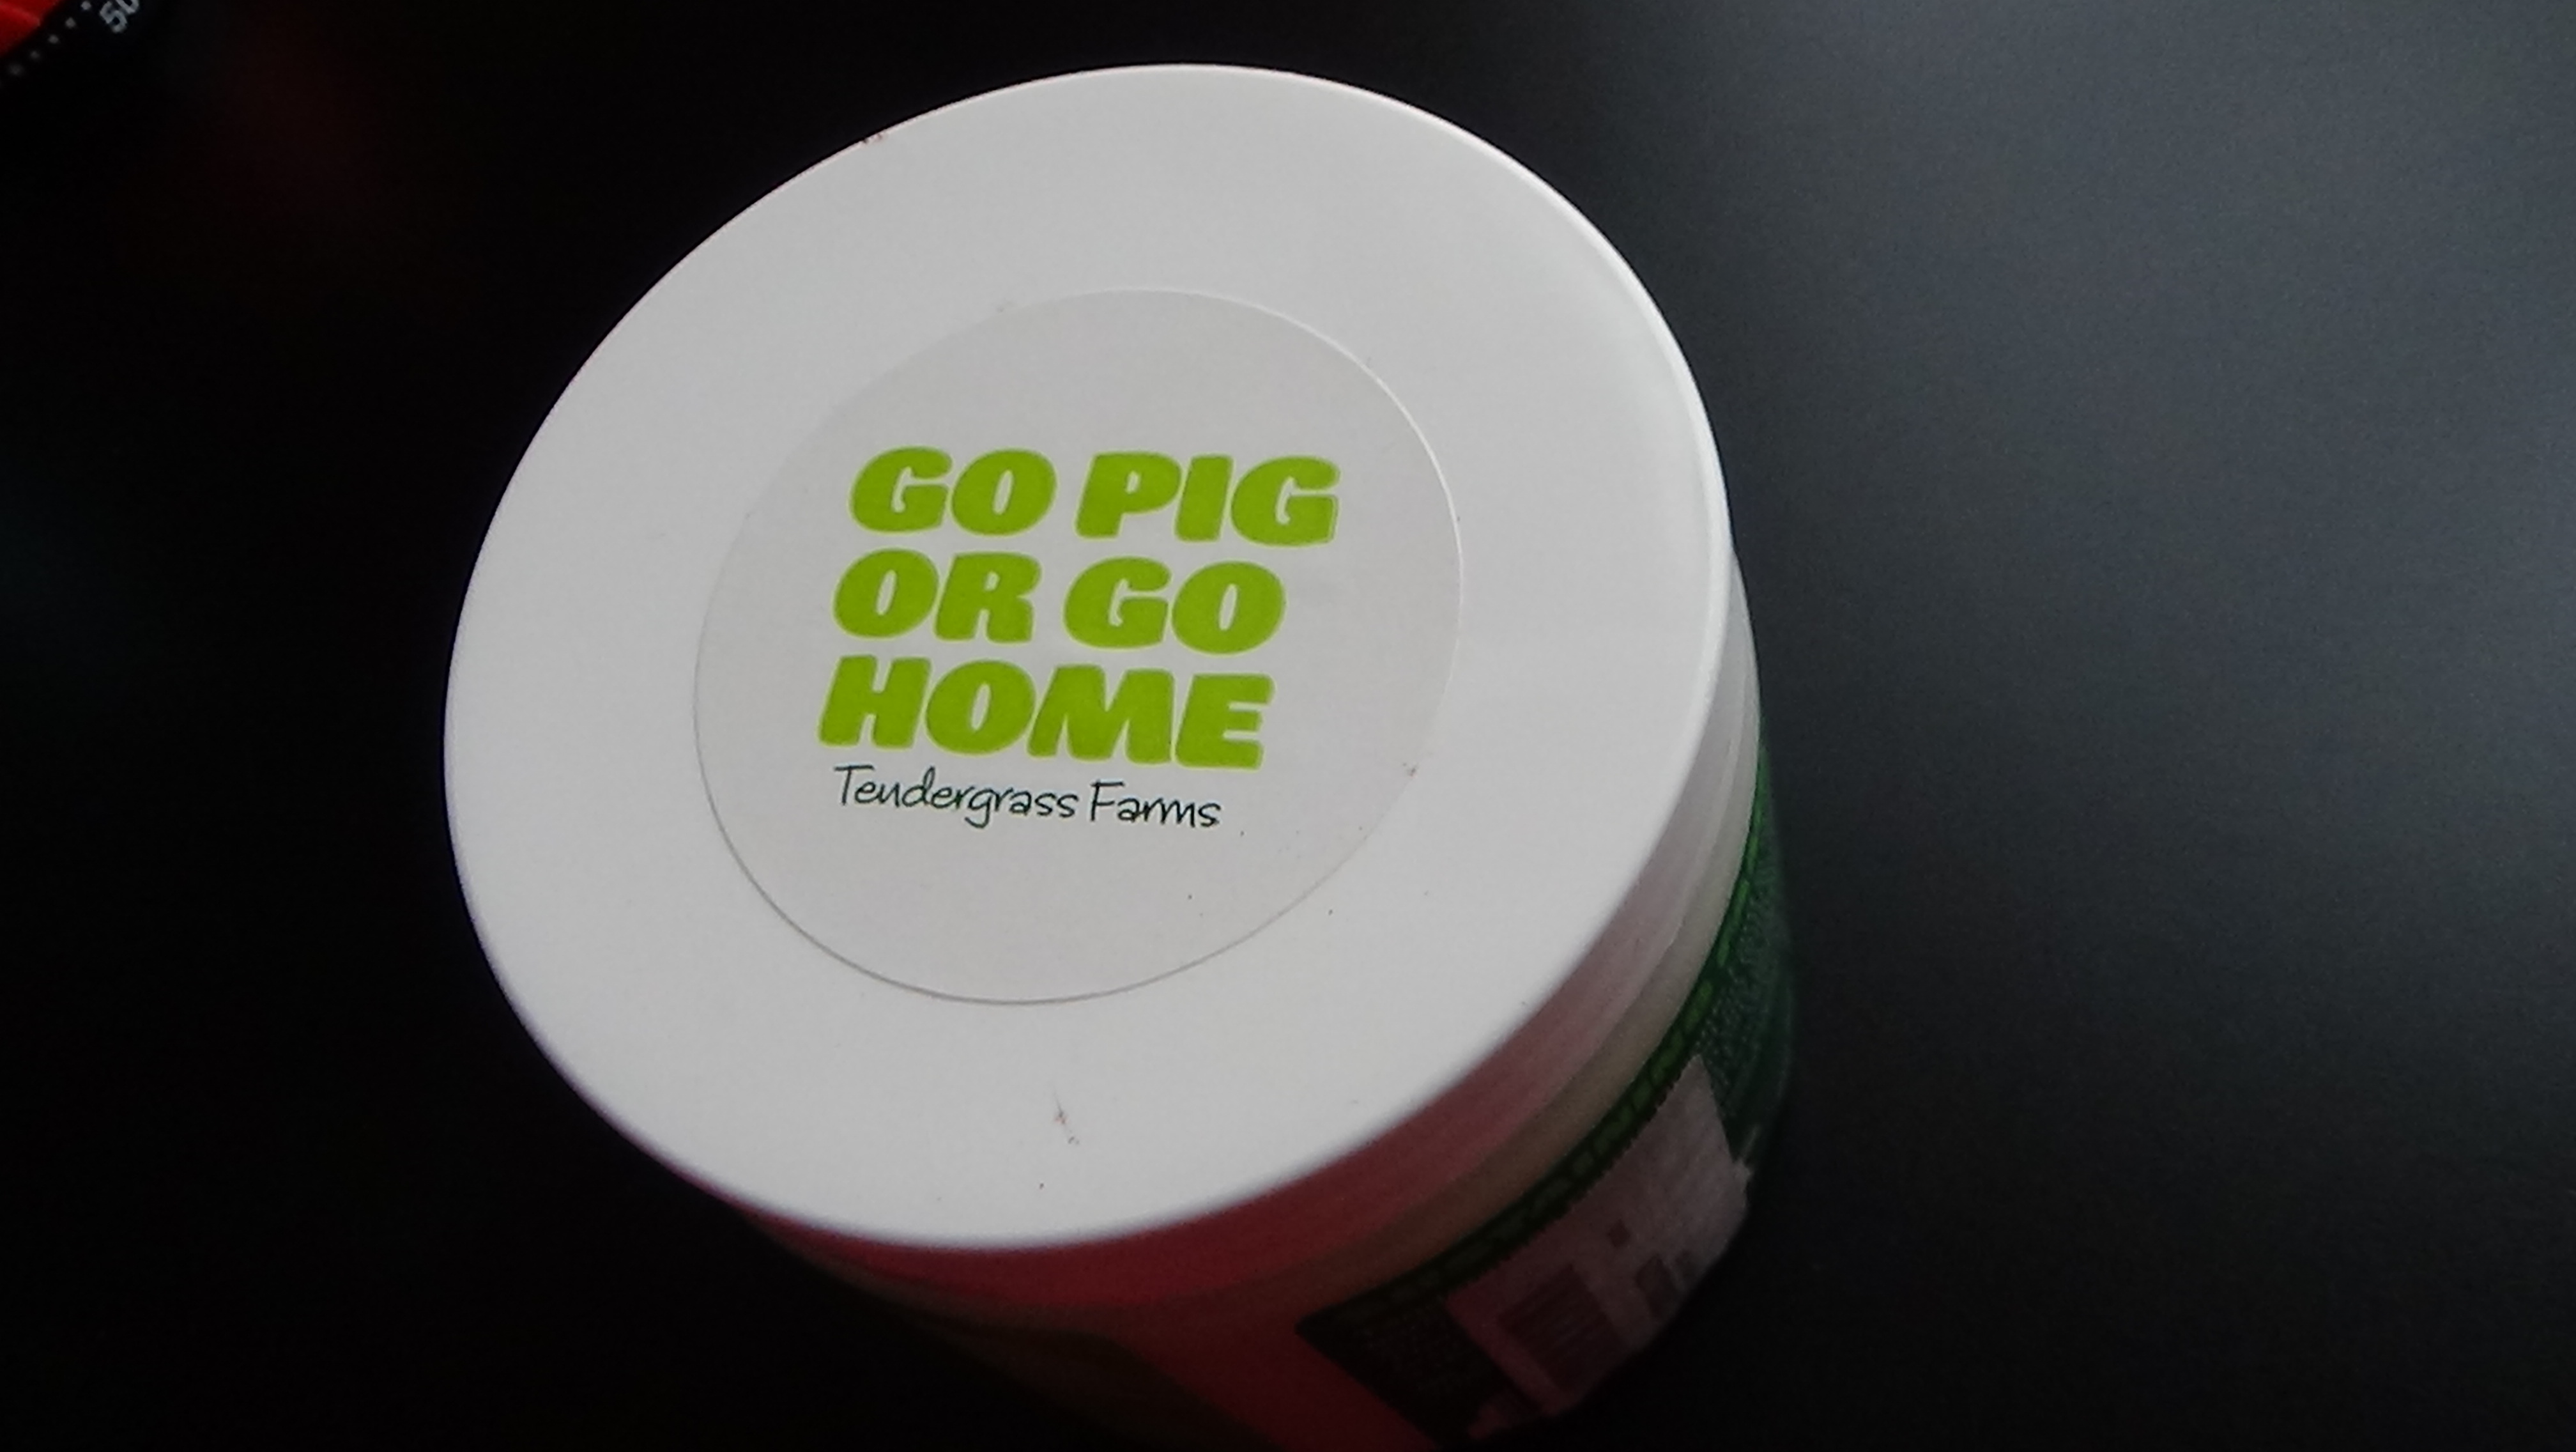 GO PIG
OR GO
HOME
Tendergrass Farms